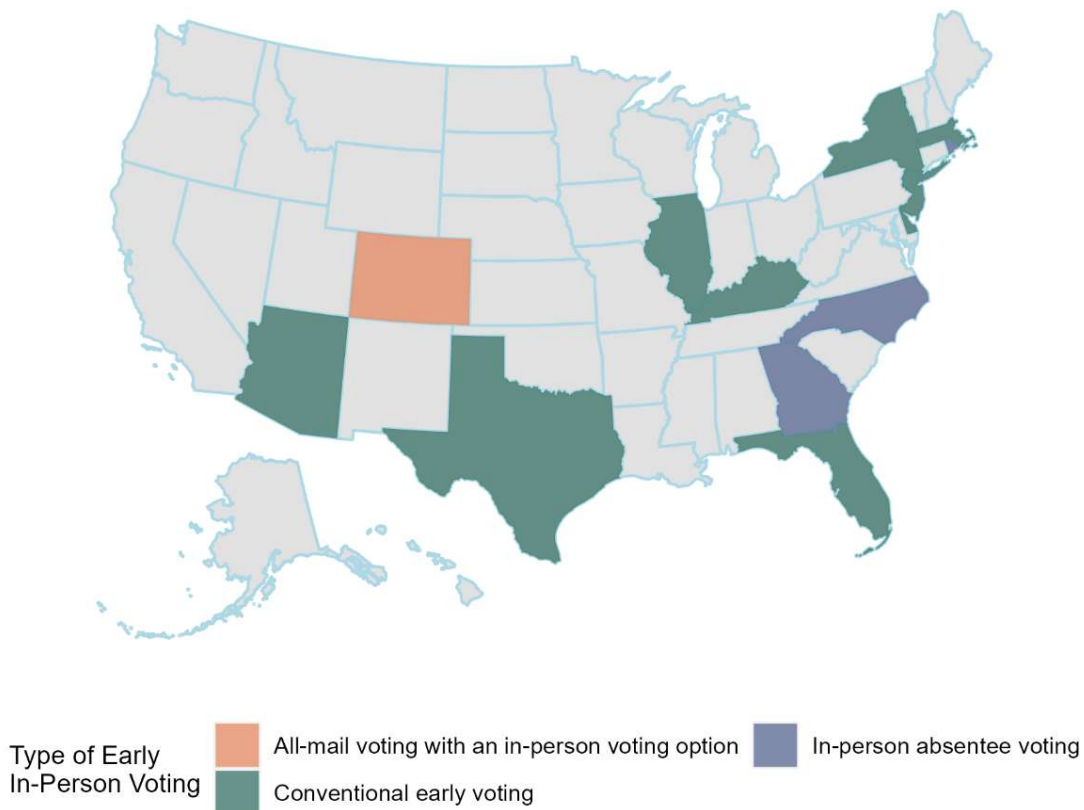 Type of Early
In-Person Voting
All-mail voting with an in-person voting option
In-person absentee voting
Conventional early voting